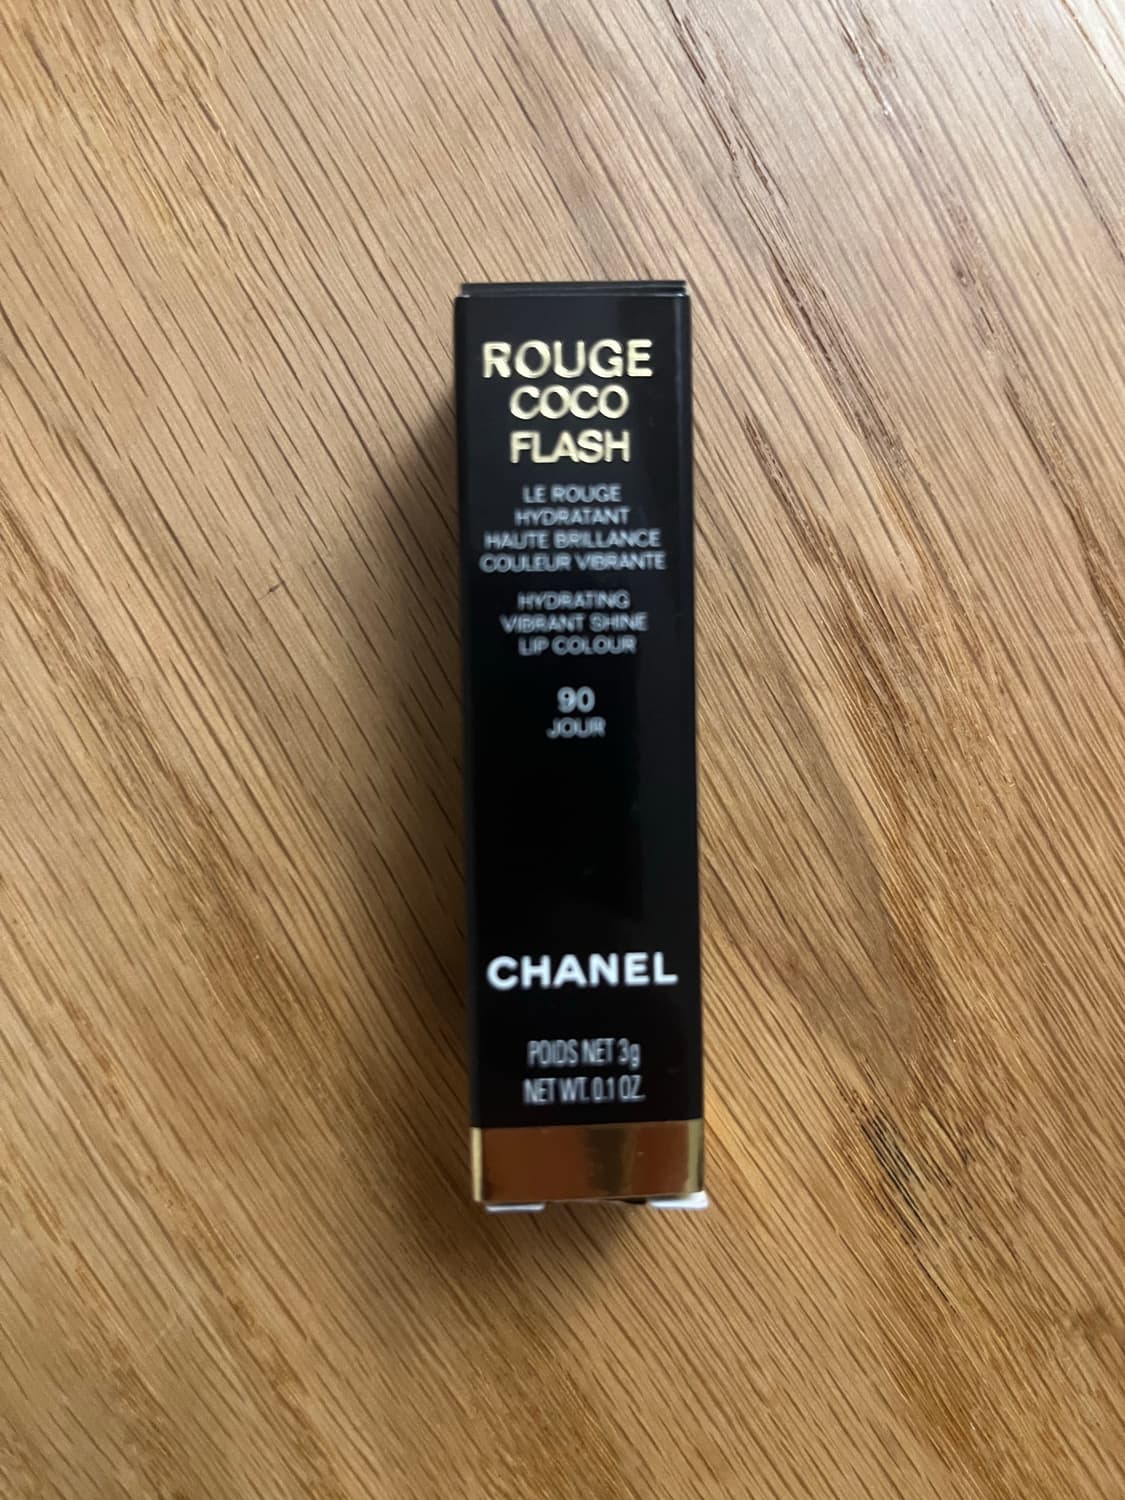 ROUGE
COCO
FLASH
LE ROUGE
HYDRATANT
HAUTE BRILLANCE
COULEUR VIBRANTE
HYDRATING
VIBRANT SHINE
LIP COLOUR
90
JOUR
CHANEL
POIDS NET 3g
NET WT. 0.1 OZ.